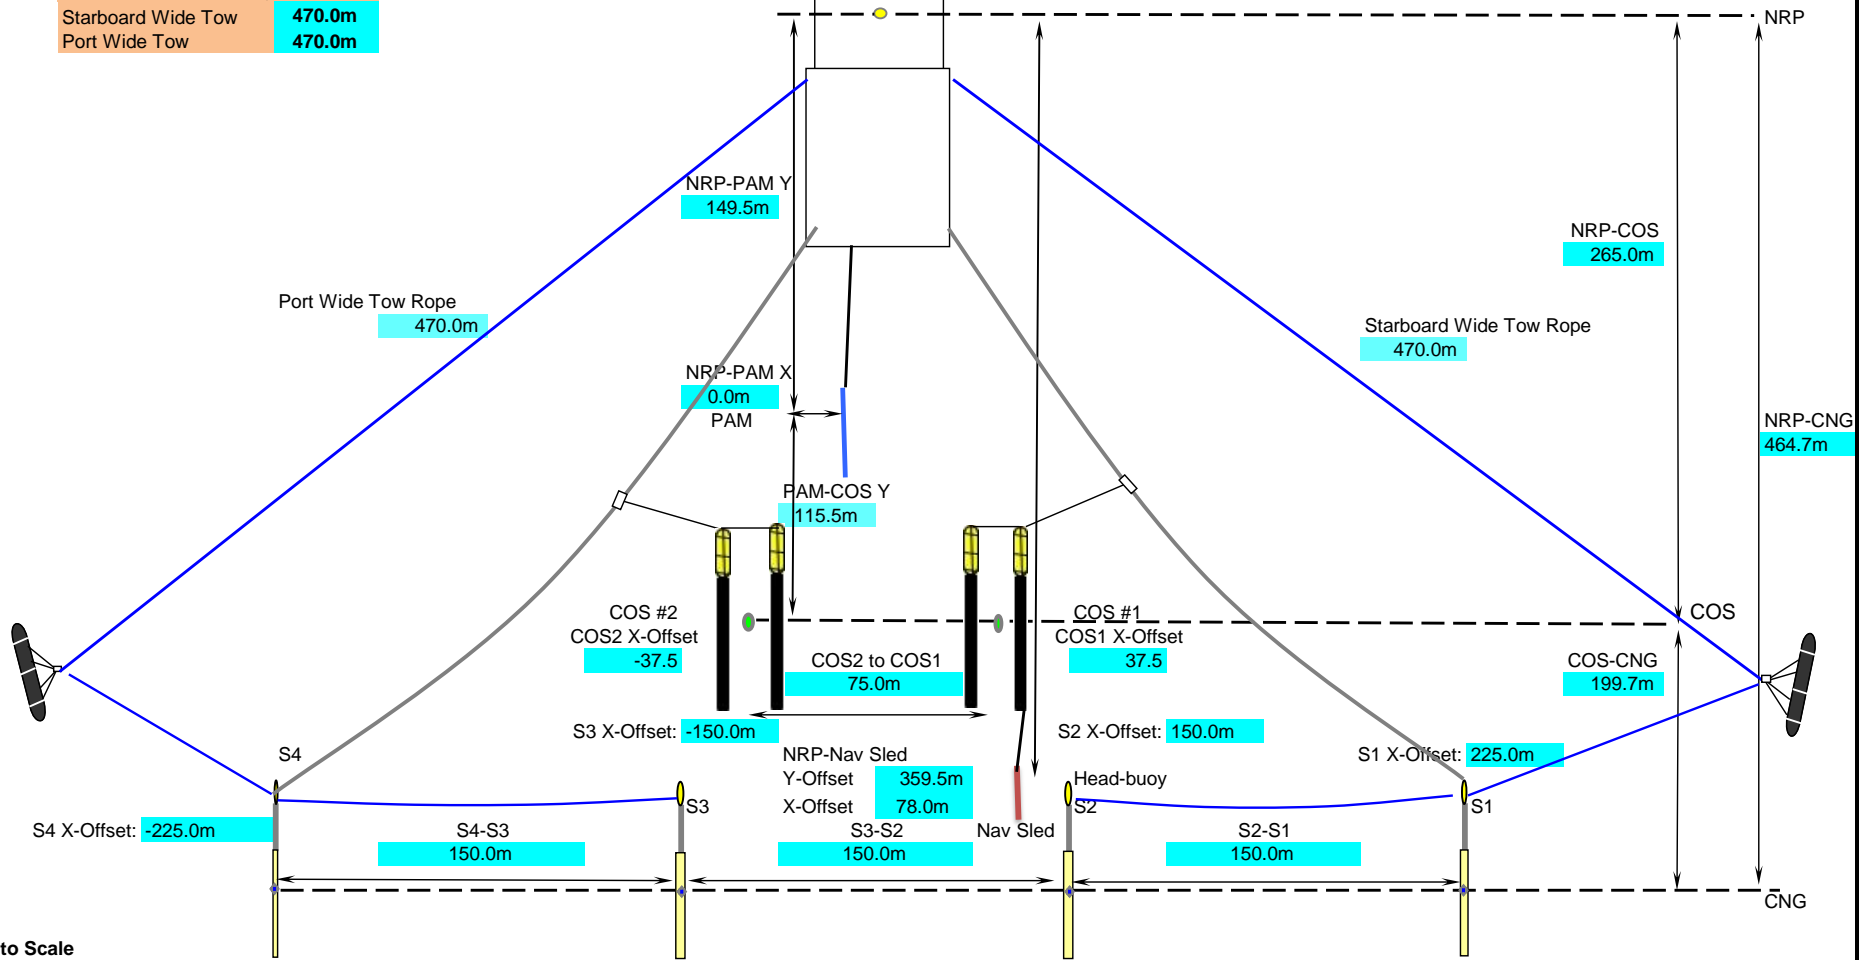 Starboard Wide Tow 470.0m
Port Wide Tow 470.0m
NRP
NRP-PAM Y
149.5m
NRP-COS
265.0m
Port Wide Tow Rope
470.0m
Starboard Wide Tow Rope
470.0m
NRP-PAM X
0.0m
PAM
NRP-CNG
464.7m
PAM-COS Y
115.5m
COS #2
COS2 X-Offset
-37.5
COS #1
COS1 X-Offset
37.5
COS
COS2 to COS1
75.0m
COS-CNG
199.7m
S3 X-Offset: -150.0m
S2 X-Offset: 150.0m
S1 X-Offset: 225.0m
S4
NRP-Nav Sled
Y-Offset 359.5m
X-Offset 78.0m
Head-buoy
S3
S2
S1
Nav Sled
S4 X-Offset: -225.0m
S4-S3
150.0m
S3-S2
150.0m
S2-S1
150.0m
CNG
to Scale